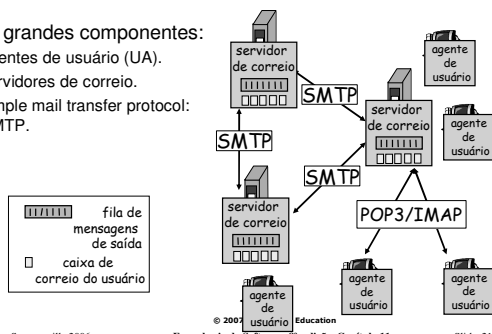 grandes componentes:
entes de usuário (UA).
rvidores de correio.
mple mail transfer protocol:
MTP.
servidor
de correio
SMTP
SMTP
servidor
de correio
SMTP
servidor
de correio
agente
de
usuário
agente
de
usuário
POP3/IMAP
agente
de
usuário
agente
de
usuário
agente
de
usuário
fila de
mensagens
de saída
caixa de
correio do usuário
© 2007
Education